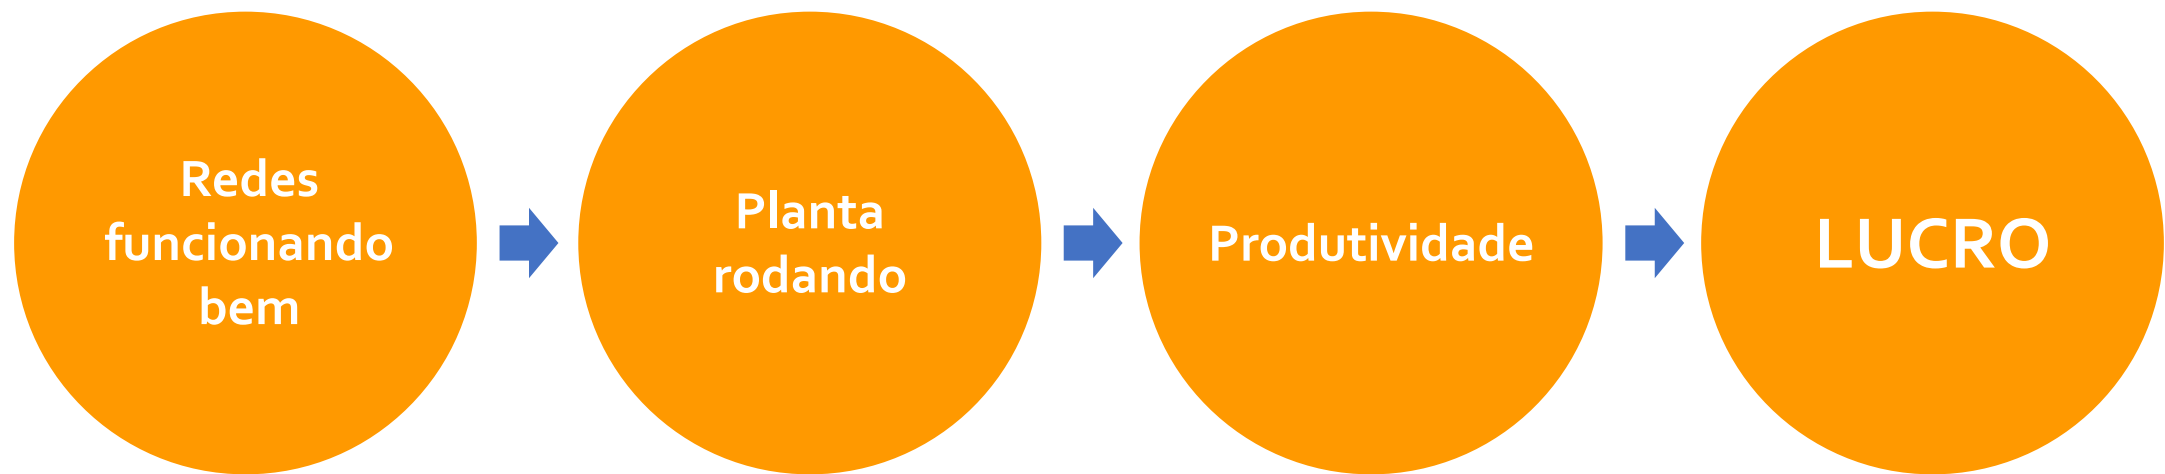 Redes
funcionando
bem
Planta
rodando
Produtividade
LUCRO